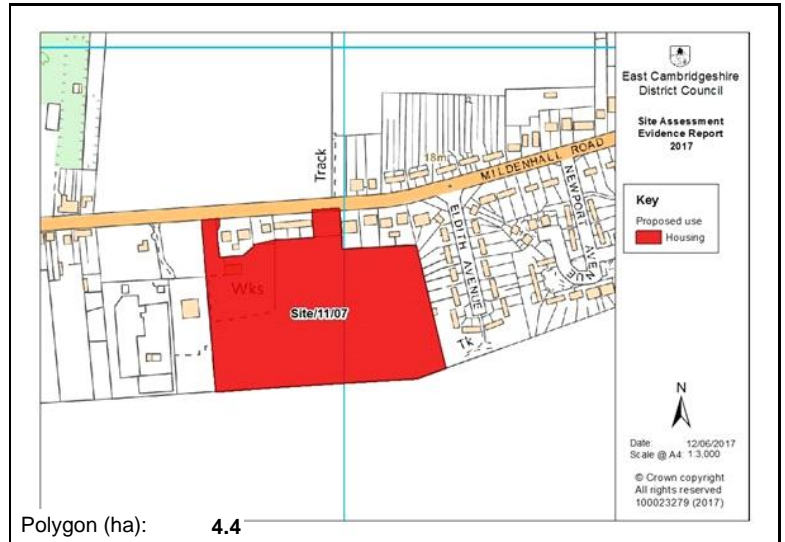 East Cambridgeshire
District Council
Site Assessment
Evidence Report
2017
Key
Proposed use
Housing
Track
18m
MILDENHALL ROAD
ELDITH AVENUE
NEWPORT AVENUE
Wks
Site/11/07
Tk
N
Date: 12/06/2017
Scale @ A4: 1:3,000
© Crown copyright
All rights reserved
100023279 (2017)
Polygon (ha): 4.4